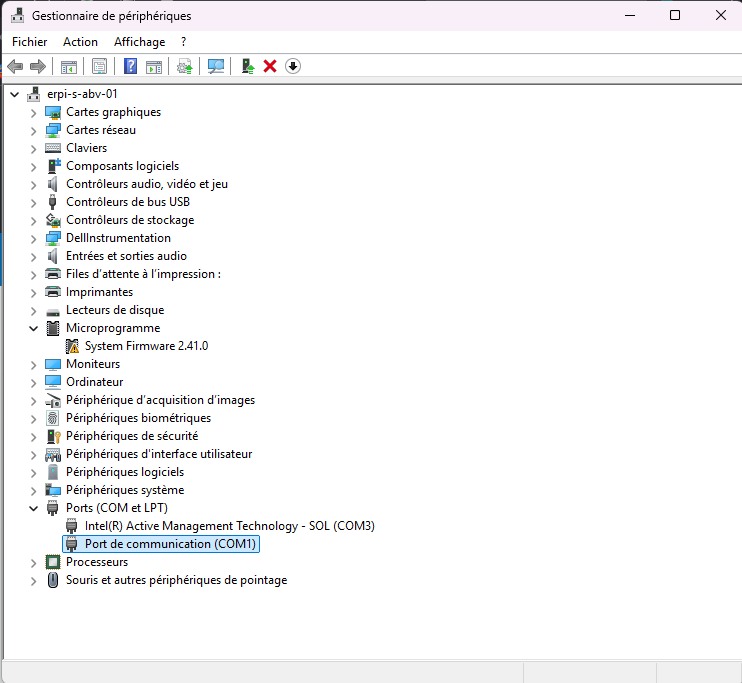 Gestionnaire de périphériques
Fichier Action Affichage ?
erpi-s-abv-01
Cartes graphiques
Cartes réseau
Claviers
Composants logiciels
Contrôleurs audio, vidéo et jeu
Contrôleurs de bus USB
Contrôleurs de stockage
DellInstrumentation
Entrées et sorties audio
Files d'attente à l'impression :
Imprimantes
Lecteurs de disque
Microprogramme
System Firmware 2.41.0
Moniteurs
Ordinateur
Périphérique d'acquisition d'images
Périphériques biométriques
Périphériques de sécurité
Périphériques d'interface utilisateur
Périphériques logiciels
Périphériques système
Ports (COM et LPT)
Intel(R) Active Management Technology - SOL (COM3)
Port de communication (COM1)
Processeurs
Souris et autres périphériques de pointage